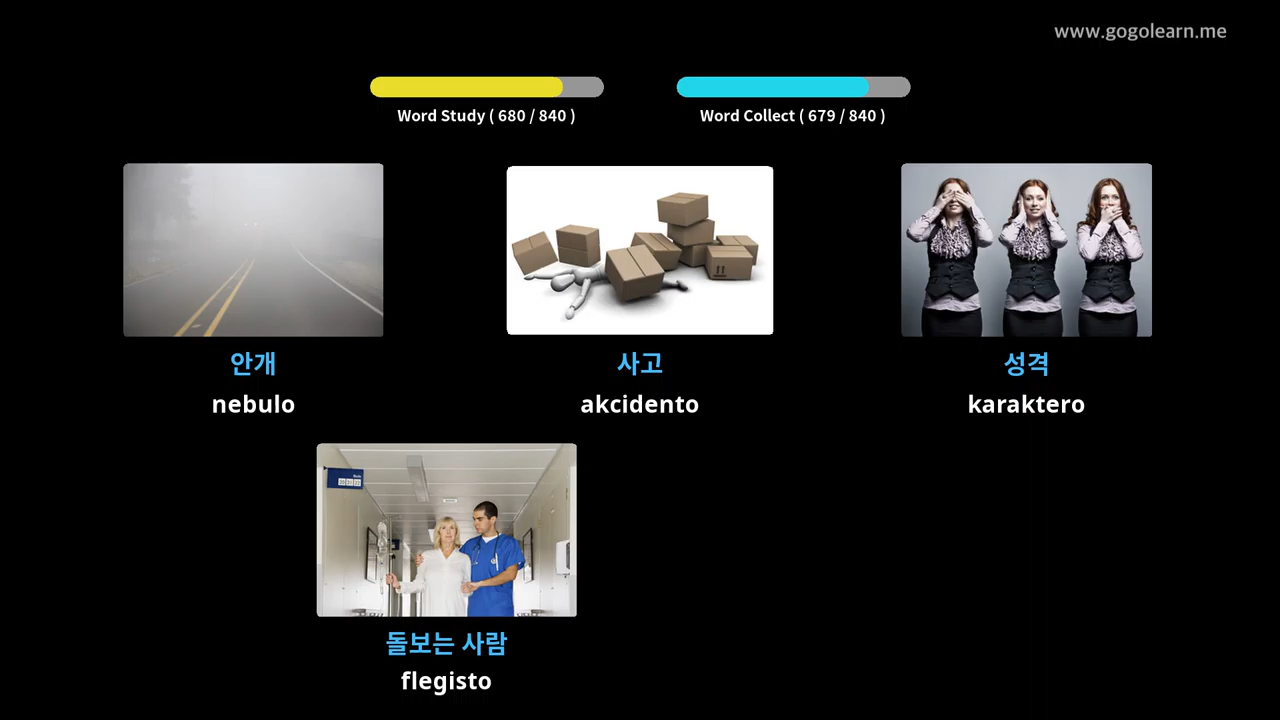 www.gogolearn.me
Word Study ( 680 / 840 )
Word Collect ( 679 / 840 )
안개
사고
성격
nebulo
akcidento
karaktero
돌보는 사람
flegisto